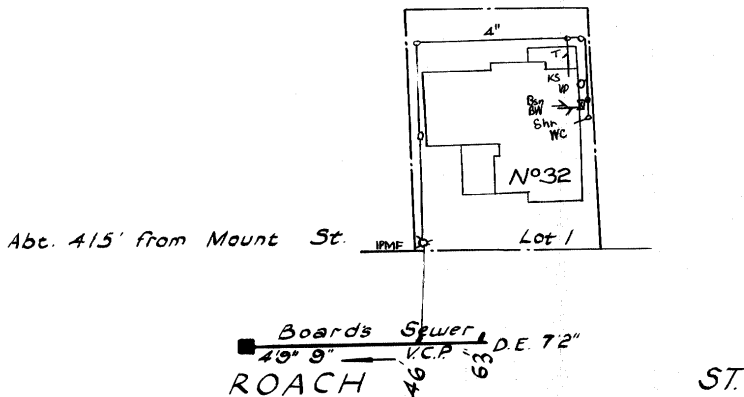 4"
T
KS
VP
Bsn
BW
Shr
WC
Nº32
Abt. 415' from Mount St.
IPMF
Lot 1
Board's Sewer
4'9" 9"
V.C.P.
D.E. 7'2"
46
63
ROACH ST.